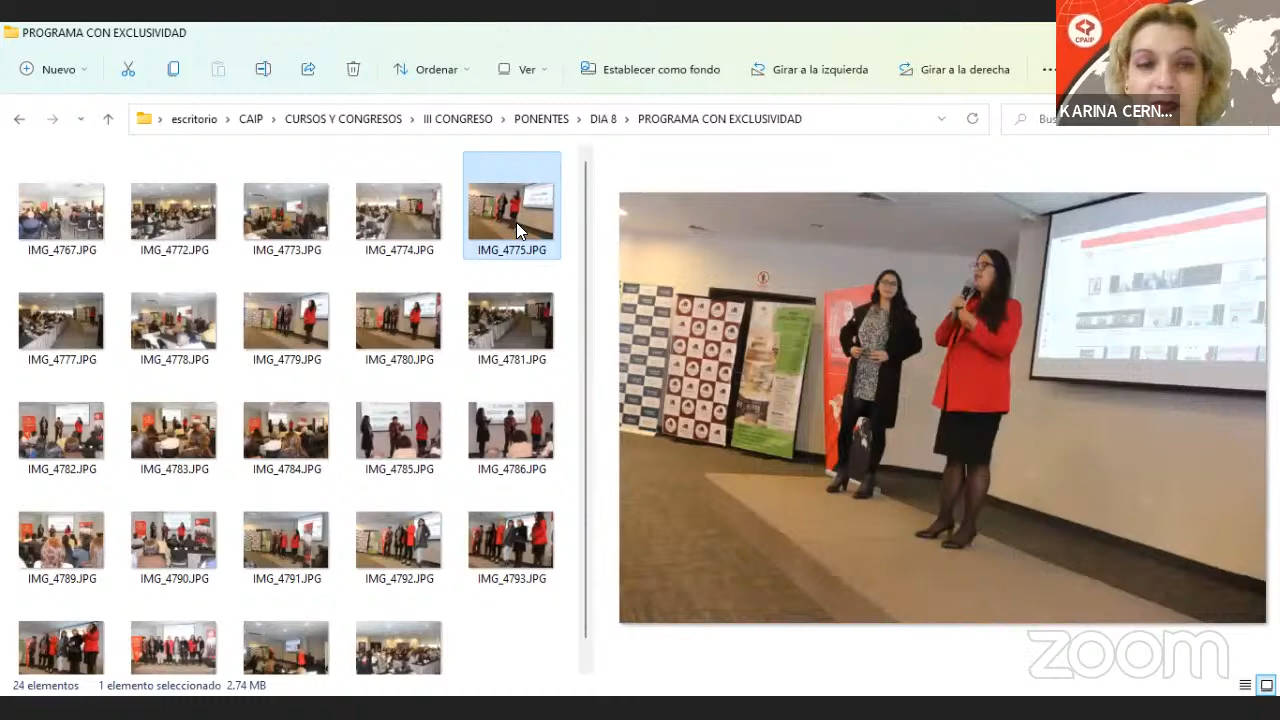 PROGRAMA CON EXCLUSIVIDAD
CPAIP
Nuevo
Ordenar
Ver
Establecer como fondo
Girar a la izquierda
Girar a la derecha
KARINA CERN...
escritorio > CAIP > CURSOS Y CONGRESOS > III CONGRESO > PONENTES > DIA 8 > PROGRAMA CON EXCLUSIVIDAD
Bus
IMG_4767.JPG IMG_4772.JPG IMG_4773.JPG IMG_4774.JPG IMG_4775.JPG
IMG_4777.JPG IMG_4778.JPG IMG_4779.JPG IMG_4780.JPG IMG_4781.JPG
IMG_4782.JPG IMG_4783.JPG IMG_4784.JPG IMG_4785.JPG IMG_4786.JPG
IMG_4789.JPG IMG_4790.JPG IMG_4791.JPG IMG_4792.JPG IMG_4793.JPG
zoom
24 elementos 1 elemento seleccionado 2.74 MB